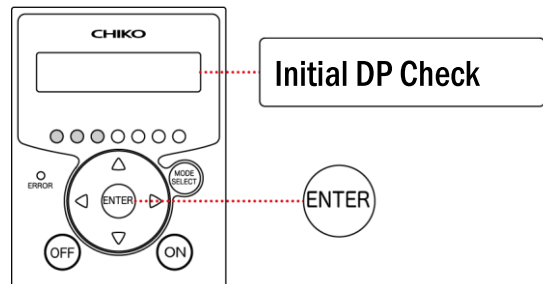 CHIKO
Initial DP Check
ERROR
MODE
SELECT
ENTER
ENTER
OFF
ON